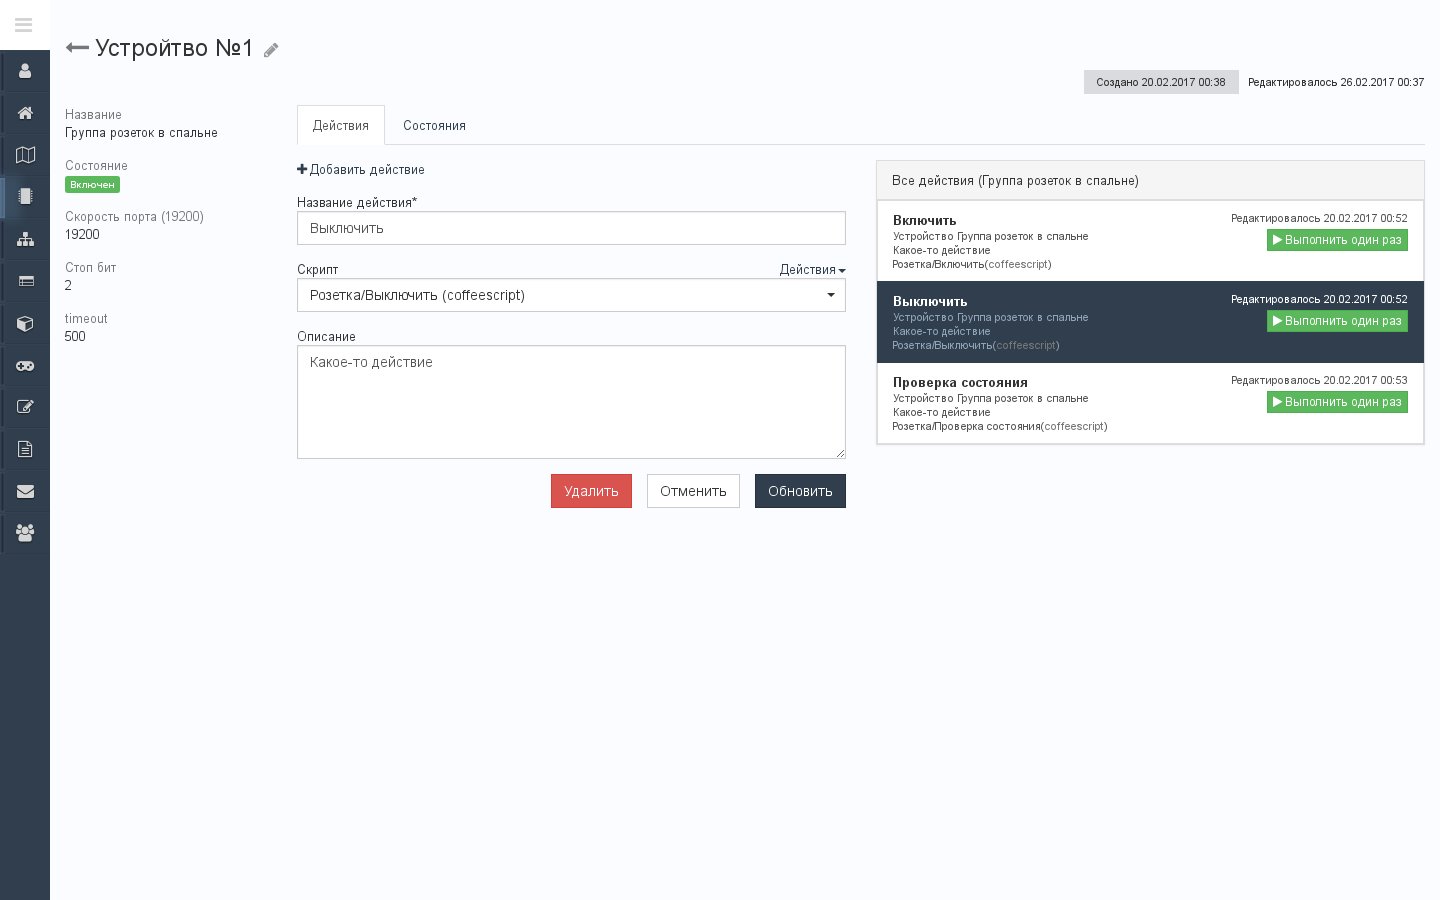 Устройтво №1
Создано 20.02.2017 00:38
Редактировалось 26.02.2017 00:37
Название
Группа розеток в спальне
Состояние
Включен
Скорость порта (19200)
19200
Стоп бит
2
timeout
500
Действия
Состояния
Добавить действие
Название действия*
Выключить
Скрипт
Действия
Розетка/Выключить (coffeescript)
Описание
Какое-то действие
Удалить
Отменить
Обновить
Все действия (Группа розеток в спальне)
Включить
Редактировалось 20.02.2017 00:52
Устройство Группа розеток в спальне
Выполнить один раз
Какое-то действие
Розетка/Включить(coffeescript)
Выключить
Редактировалось 20.02.2017 00:52
Устройство Группа розеток в спальне
Выполнить один раз
Какое-то действие
Розетка/Выключить(coffeescript)
Проверка состояния
Редактировалось 20.02.2017 00:53
Устройство Группа розеток в спальне
Выполнить один раз
Какое-то действие
Розетка/Проверка состояния(coffeescript)